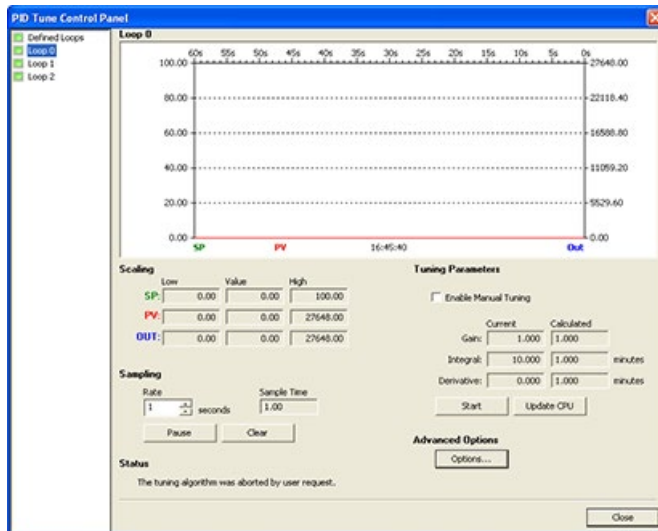 PID Tune Control Panel
Defined Loops
Loop 0
Loop 1
Loop 2
Loop 0
60s 55s 50s 45s 40s 35s 30s 25s 20s 15s 10s 5s 0s
100.00 27648.00
80.00 22118.40
60.00 16588.80
40.00 11059.20
20.00 5529.60
0.00 0.00
SP PV 16:45:40 Out
Scaling
Low Value High
SP: 0.00 0.00 100.00
PV: 0.00 0.00 27648.00
OUT: 0.00 0.00 27648.00
Sampling
Rate Sample Time
1 seconds 1.00
Pause Clear
Status
The tuning algorithm was aborted by user request.
Tuning Parameters
Enable Manual Tuning
Current Calculated
Gain: 1.000 1.000
Integral: 10.000 1.000 minutes
Derivative: 0.000 1.000 minutes
Start Update CPU
Advanced Options
Options...
Close